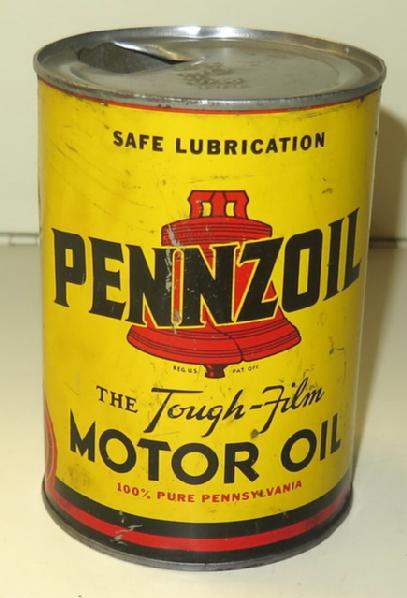 SAFE LUBRICATION
PENNZOIL
REG. U.S. PAT. OFF.
THE Tough-Film
MOTOR OIL
100% PURE PENNSYLVANIA